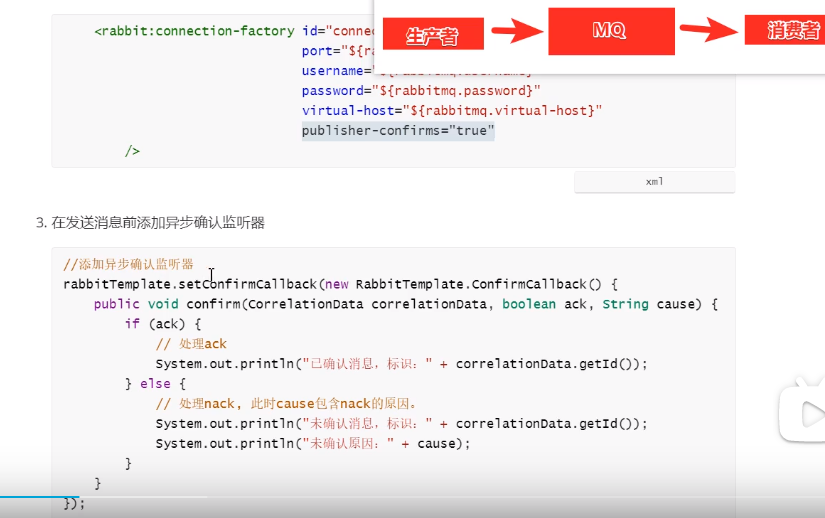 <rabbit:connection-factory id="connec
port="${ra
username="${rabbitmq.username}"
password="${rabbitmq.password}"
virtual-host="${rabbitmq.virtual-host}"
publisher-confirms="true"
/>
生产者
MQ
消费者
xml
3. 在发送消息前添加异步确认监听器
//添加异步确认监听器
rabbitTemplate.setConfirmCallback(new RabbitTemplate.ConfirmCallback() {
public void confirm(CorrelationData correlationData, boolean ack, String cause) {
if (ack) {
// 处理ack
System.out.println("已确认消息，标识：" + correlationData.getId());
} else {
// 处理nack, 此时cause包含nack的原因。
System.out.println("未确认消息，标识：" + correlationData.getId());
System.out.println("未确认原因：" + cause);
}
}
});